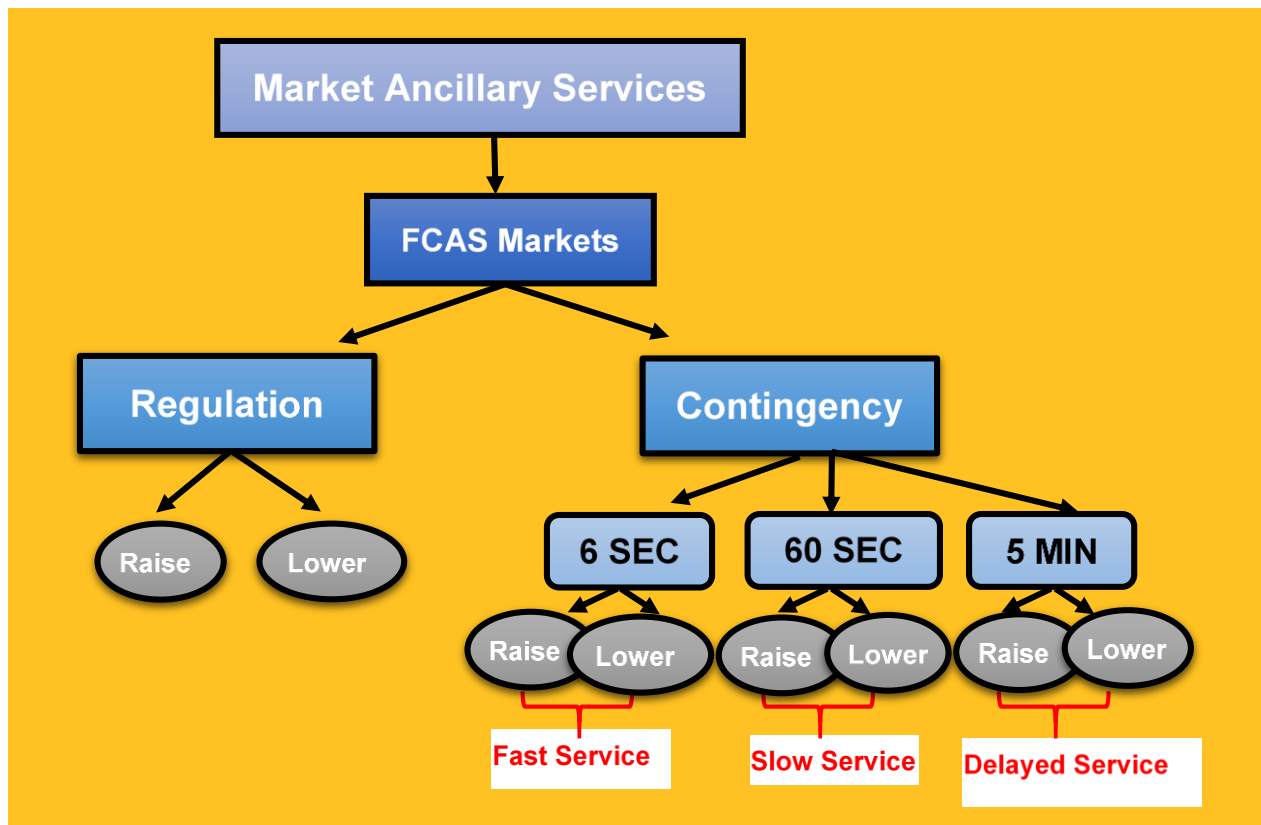 Market Ancillary Services
FCAS Markets
Regulation
Contingency
Raise
Lower
6 SEC
60 SEC
5 MIN
Raise
Lower
Raise
Lower
Raise
Lower
Fast Service
Slow Service
Delayed Service